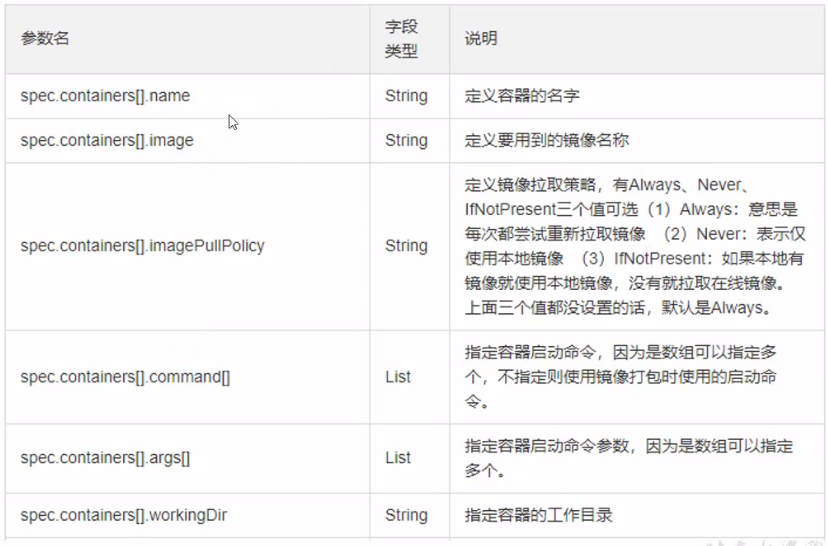 参数名
字段
类型
说明
spec.containers[].name
String
定义容器的名字
spec.containers[].image
String
定义要用到的镜像名称
spec.containers[].imagePullPolicy
String
定义镜像拉取策略，有Always、Never、
IfNotPresent三个值可选（1）Always：意思是
每次都尝试重新拉取镜像 （2）Never：表示仅
使用本地镜像 （3）IfNotPresent：如果本地有
镜像就使用本地镜像，没有就拉取在线镜像。
上面三个值都没设置的话，默认是Always。
spec.containers[].command[]
List
指定容器启动命令，因为是数组可以指定多
个，不指定则使用镜像打包时使用的启动命
令。
spec.containers[].args[]
List
指定容器启动命令参数，因为是数组可以指定
多个。
spec.containers[].workingDir
String
指定容器的工作目录